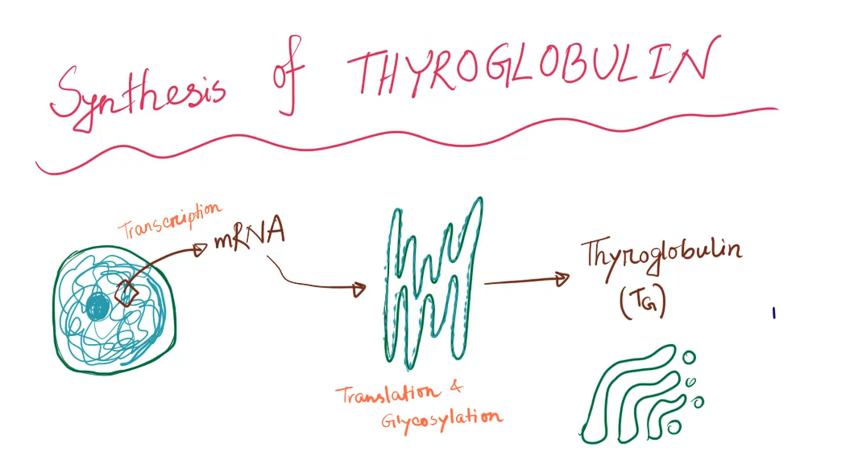 Synthesis of THYROGLOBULIN
Transcription
mRNA
Translation &
Glycosylation
Thyroglobulin
(TG)